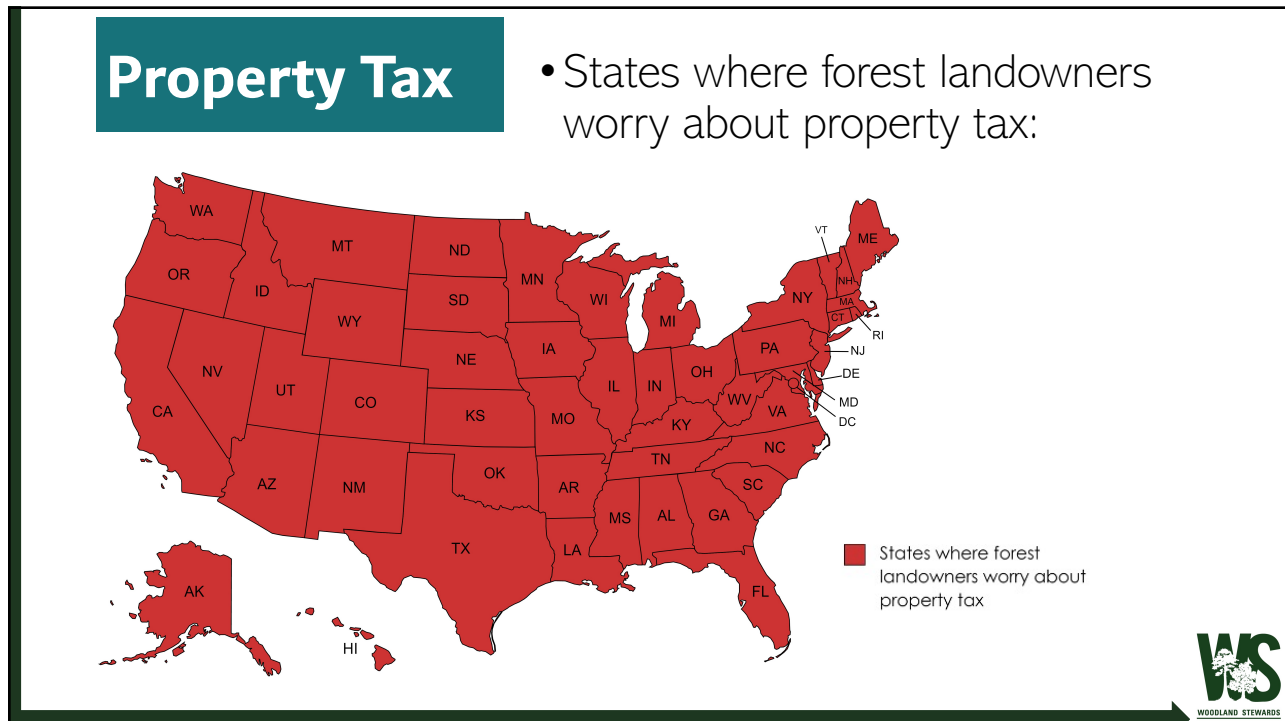 Property Tax
• States where forest landowners
worry about property tax:
WA
MT
ND
MN
VT
ME
OR
ID
SD
WI
NY
NH
MA
WY
MI
CT
RI
IA
PA
NJ
NE
NV
OH
DE
UT
IL
IN
CO
WV
MD
CA
KS
MO
VA
DC
KY
NC
TN
OK
AZ
NM
AR
SC
MS
AL
GA
TX
LA
States where forest
landowners worry about
property tax
AK
FL
HI
WS
WOODLAND STEWARDS